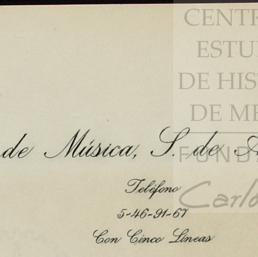 CENTR
ESTU
DE HIS
DE ME
FUND
Carlo
de Música, S. de A
Teléfono
5-46-91-67
Con Cinco Líneas